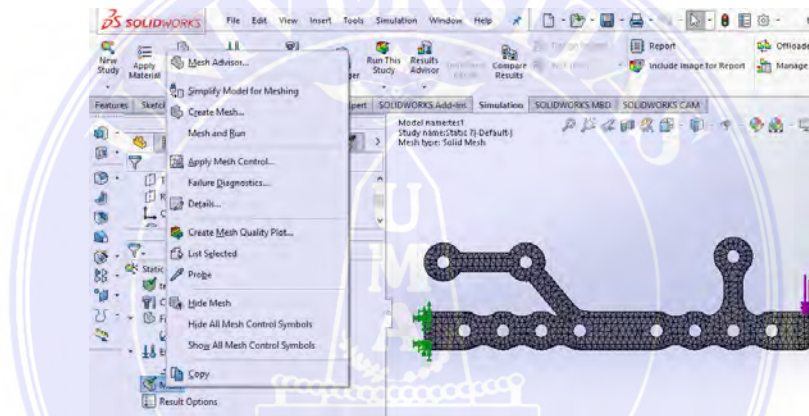 SOLIDWORKS File Edit View Insert Tools Simulation Window Help
New Study
Apply Material
Run This Study
Results Advisor
Compare Results
Report
Include Image for Report
Offloade
Manage
Features Sketch Simulation SOLIDWORKS Add-Ins SOLIDWORKS MBD SOLIDWORKS CAM
Mesh Advisor...
Simplify Model for Meshing
Create Mesh...
Mesh and Run
Apply Mesh Control...
Failure Diagnostics...
Details...
Create Mesh Quality Plot...
List Selected
Probe
Hide Mesh
Hide All Mesh Control Symbols
Show All Mesh Control Symbols
Copy
Model name:test
Mesh type: Solid Mesh
Static
Result Options
U
M
A